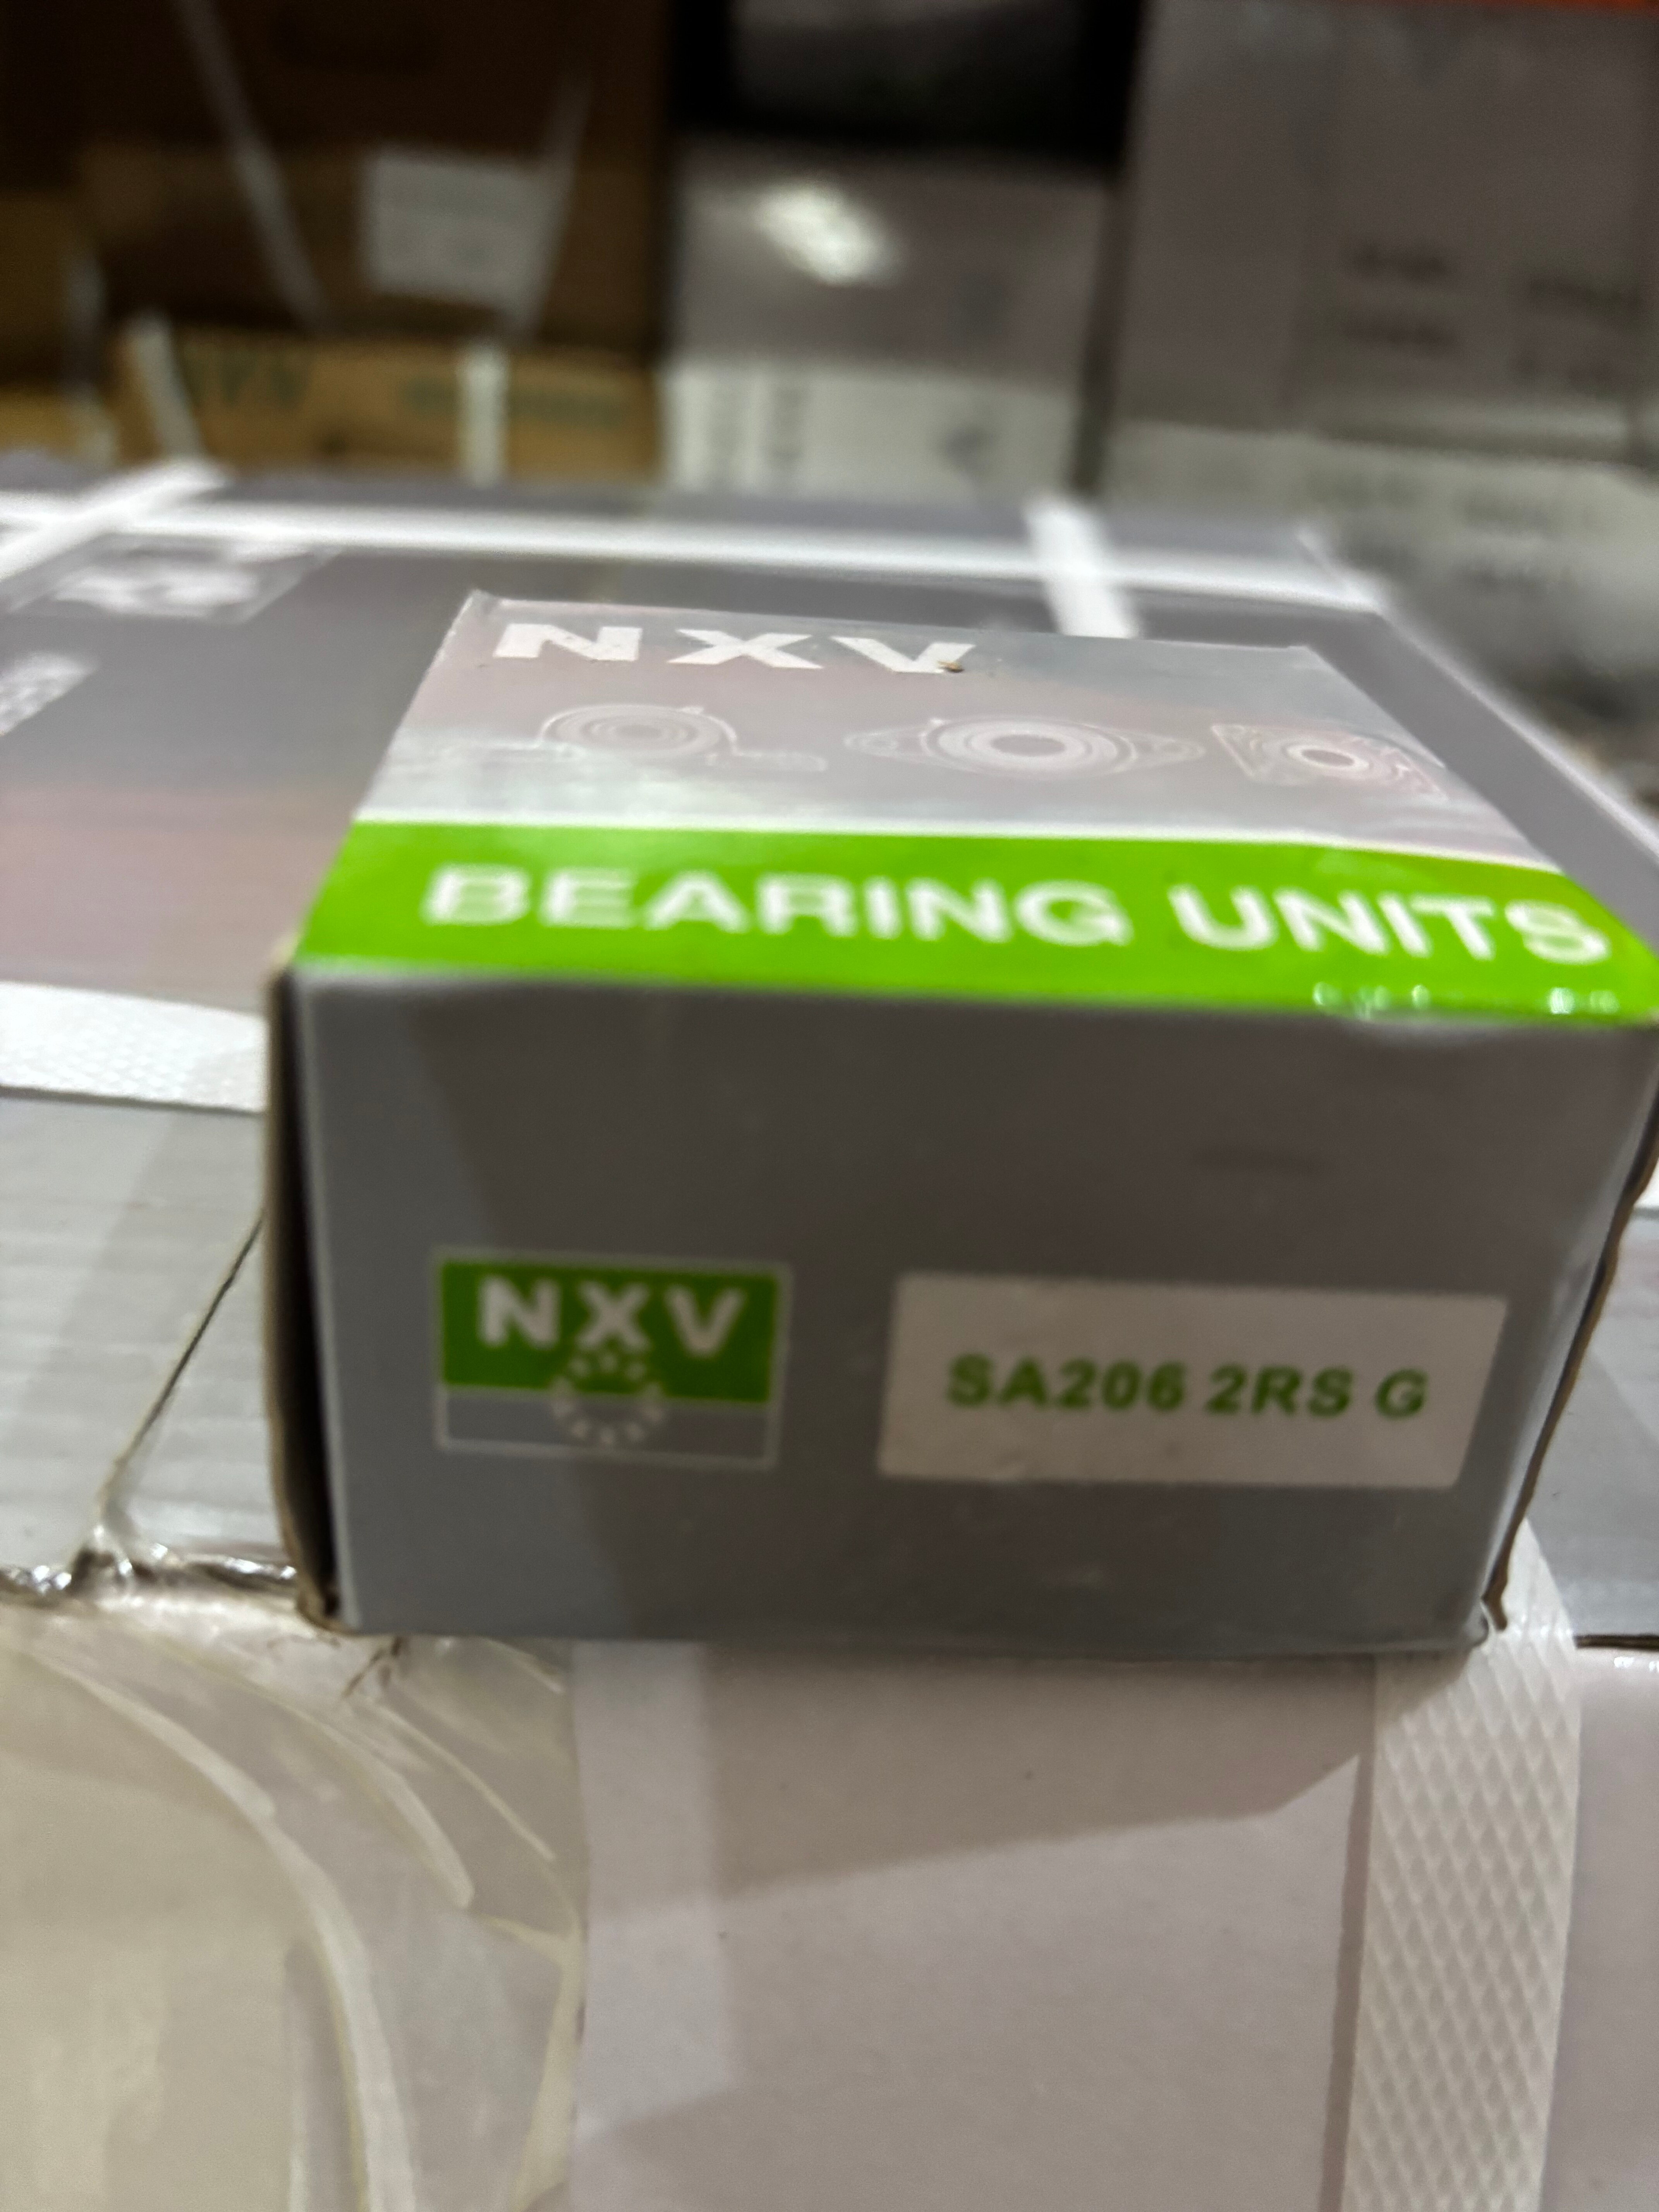 NXV
BEARING UNITS
NXV
SA206 2RS G